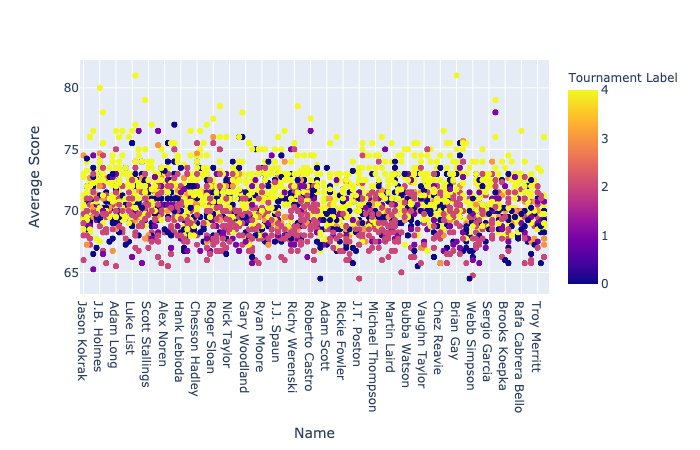 Tournament Label
Average Score
80
75
70
65
4
3
2
1
0
Jason Kokrak
J.B. Holmes
Adam Long
Luke List
Scott Stallings
Alex Noren
Hank Lebioda
Chesson Hadley
Roger Sloan
Nick Taylor
Gary Woodland
Ryan Moore
J.J. Spaun
Richy Werenski
Roberto Castro
Adam Scott
Rickie Fowler
J.T. Poston
Michael Thompson
Martin Laird
Bubba Watson
Vaughn Taylor
Chez Reavie
Brian Gay
Webb Simpson
Sergio Garcia
Brooks Koepka
Rafa Cabrera Bello
Troy Merritt
Name